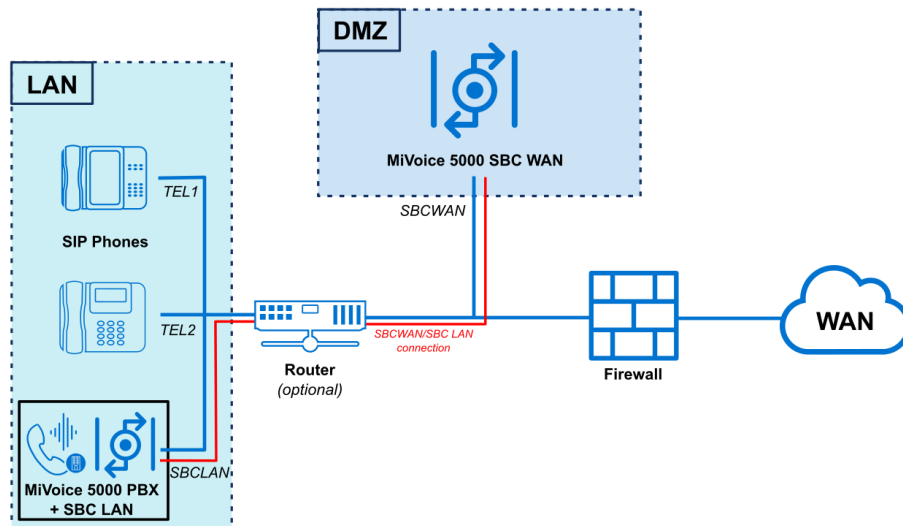 DMZ
MiVoice 5000 SBC WAN
SBCWAN
LAN
TEL1
SIP Phones
TEL2
SBCWAN/SBC LAN
connection
Router
(optional)
Firewall
WAN
SBCLAN
MiVoice 5000 PBX
+ SBC LAN